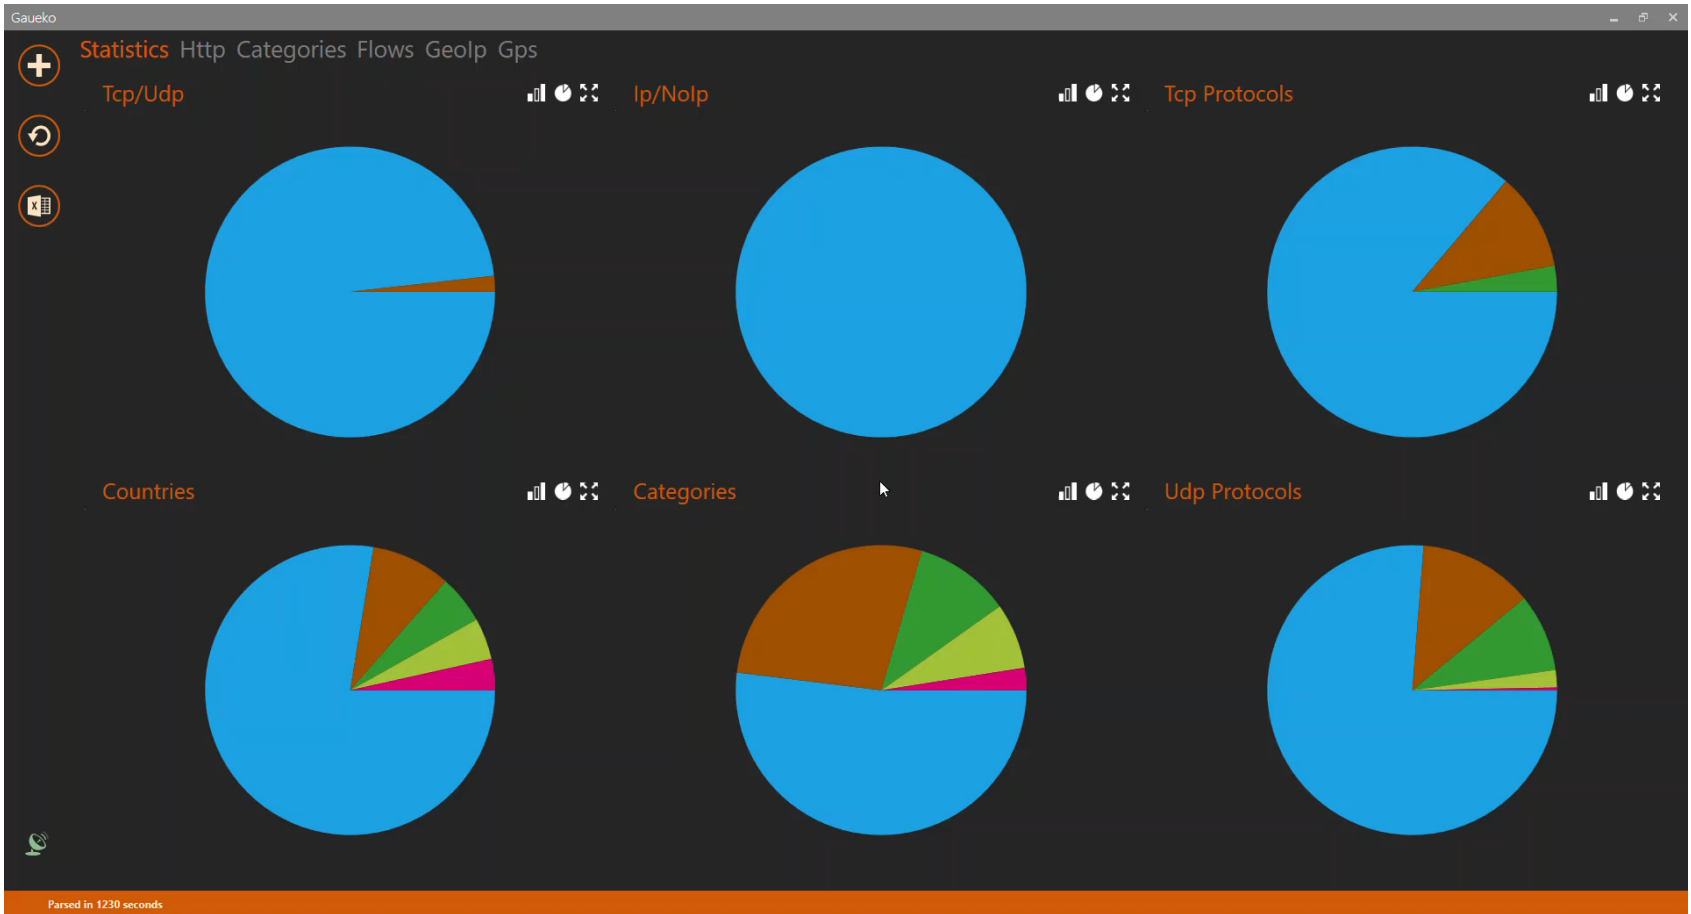 Gaueko
Statistics Http Categories Flows GeoIp Gps
Tcp/Udp
Ip/NoIp
Tcp Protocols
Countries
Categories
Udp Protocols
Parsed in 1230 seconds